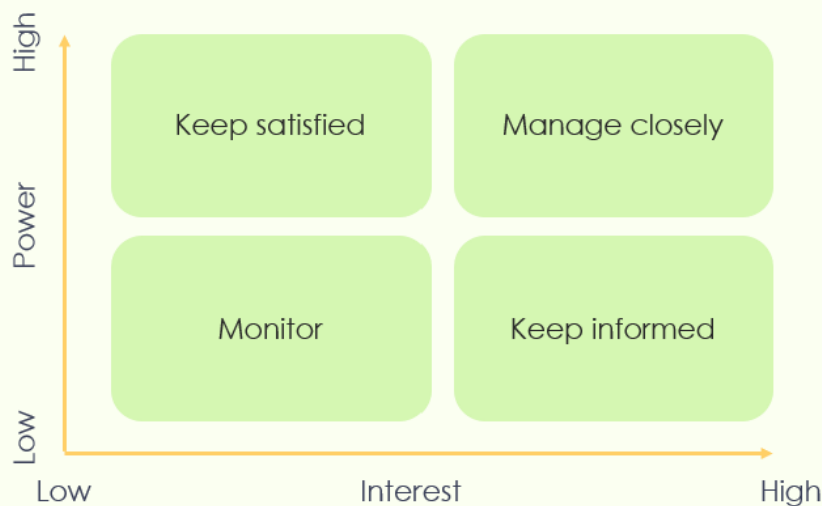 High
Keep satisfied
Manage closely
Power
Monitor
Keep informed
Low
Low
Interest
High